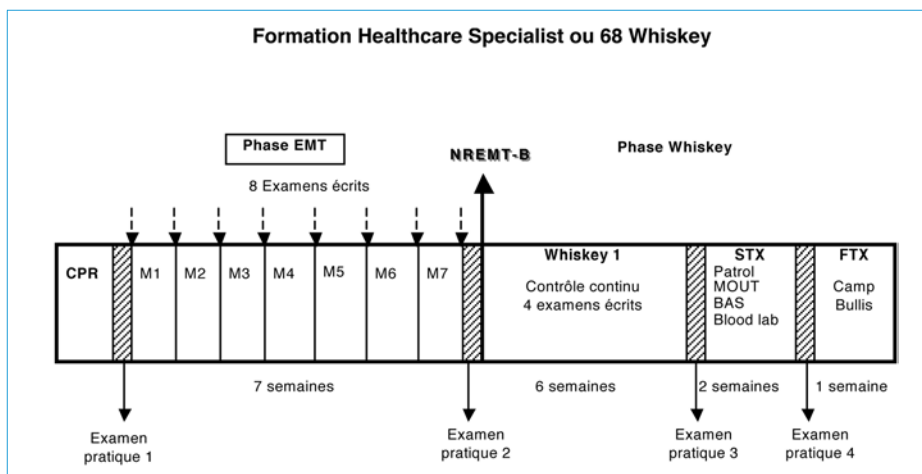 Formation Healthcare Specialist ou 68 Whiskey
Phase EMT
NREMT-B
Phase Whiskey
8 Examens écrits
CPR
M1
M2
M3
M4
M5
M6
M7
Whiskey 1
Contrôle continu
4 examens écrits
STX
Patrol
MOUT
BAS
Blood lab
FTX
Camp
Bullis
7 semaines
6 semaines
2 semaines
1 semaine
Examen
pratique 1
Examen
pratique 2
Examen
pratique 3
Examen
pratique 4